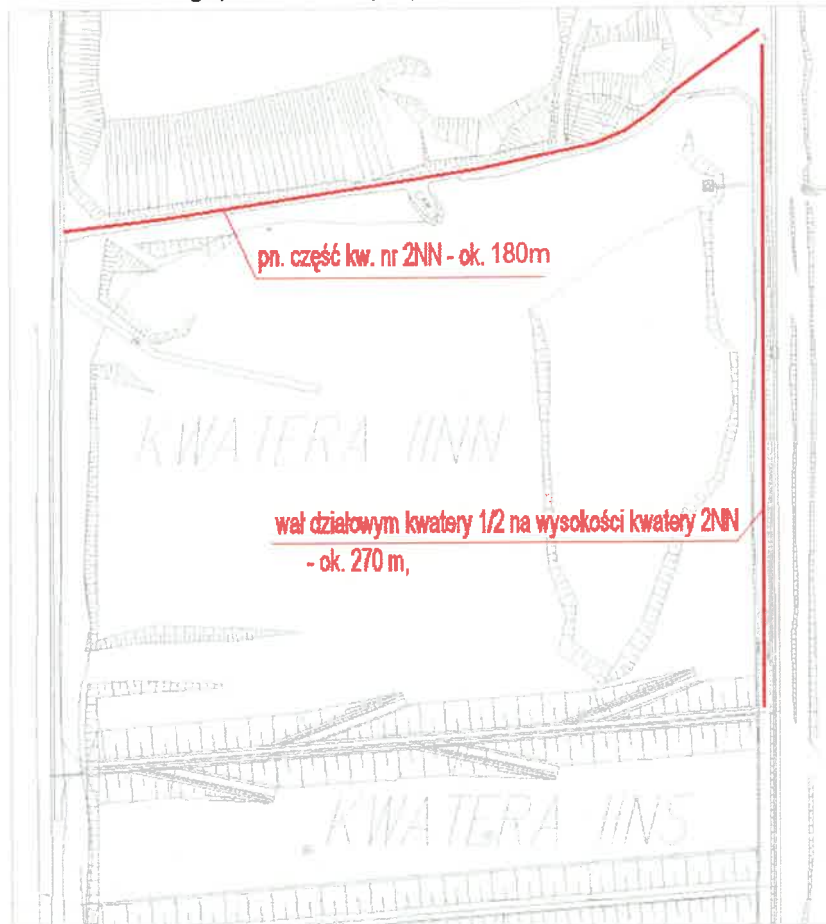 pn. część kw. nr 2NN - ok. 180m
KWATERA IINN
wał działowym kwatery 1/2 na wysokości kwatery 2NN
- ok. 270 m,
KWATERA IINS